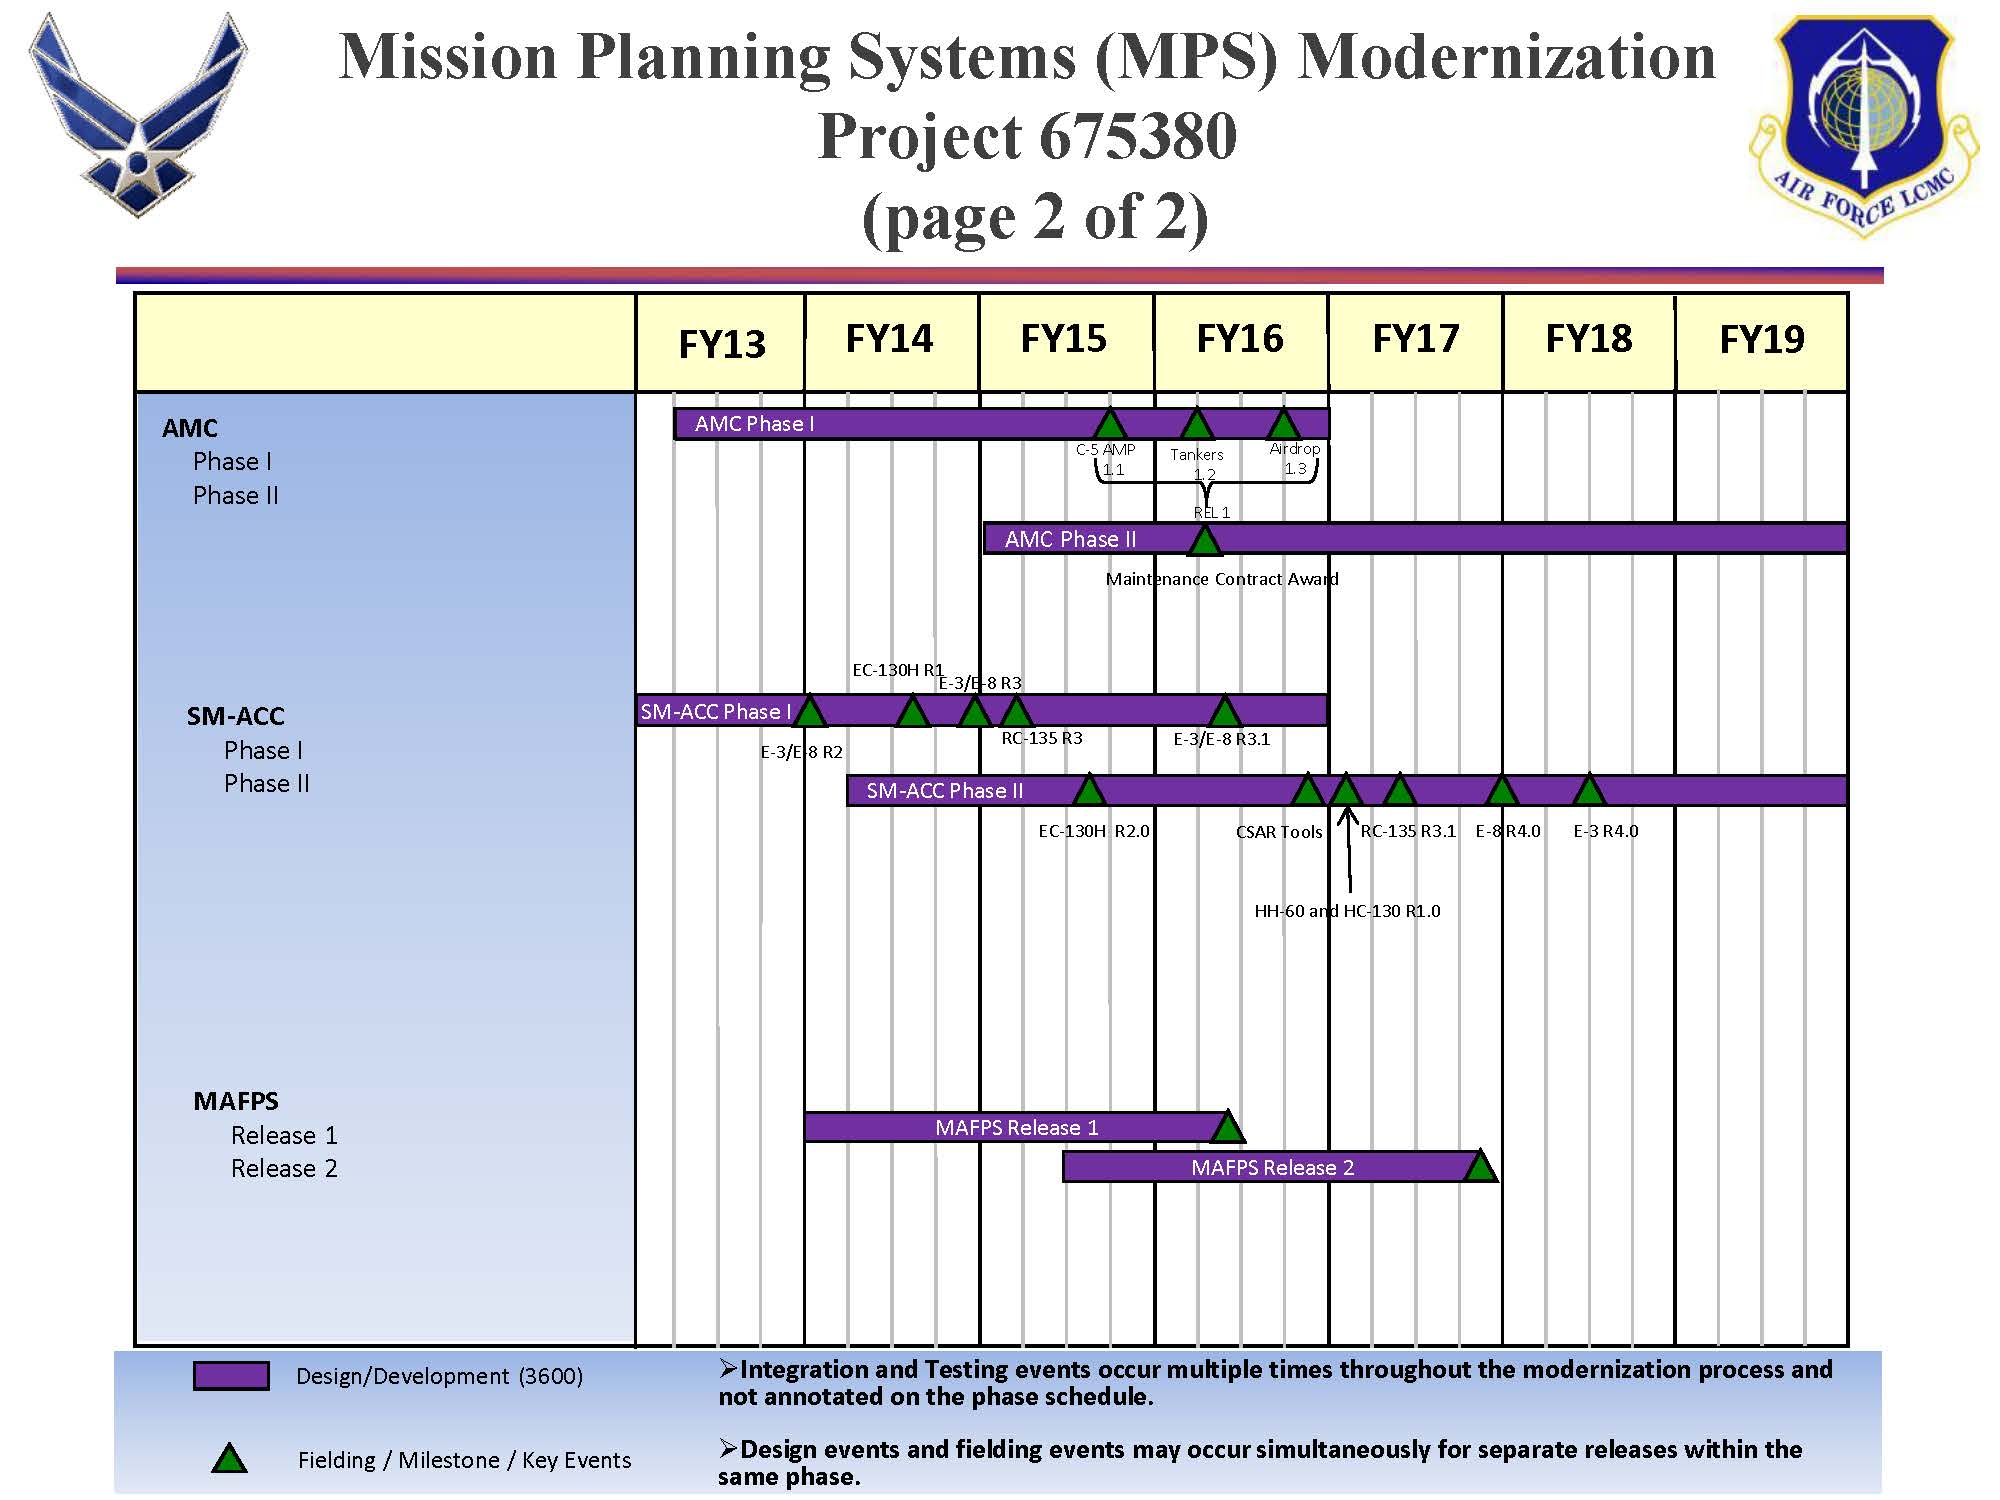 Mission Planning Systems (MPS) Modernization
Project 675380
(page 2 of 2)
AIR FORCE LCMC
FY13 FY14 FY15 FY16 FY17 FY18 FY19
AMC
Phase I
Phase II
AMC Phase I
C-5 AMP
1.1
Tankers
1.2
Airdrop
1.3
REL 1
AMC Phase II
Maintenance Contract Award
SM-ACC
Phase I
Phase II
EC-130H R1
E-3/E-8 R3
SM-ACC Phase I
E-3/E-8 R2
RC-135 R3
E-3/E-8 R3.1
SM-ACC Phase II
EC-130H R2.0
CSAR Tools
RC-135 R3.1
E-8 R4.0
E-3 R4.0
HH-60 and HC-130 R1.0
MAFPS
Release 1
Release 2
MAFPS Release 1
MAFPS Release 2
Design/Development (3600)
Fielding / Milestone / Key Events
➢Integration and Testing events occur multiple times throughout the modernization process and
not annotated on the phase schedule.
➢Design events and fielding events may occur simultaneously for separate releases within the
same phase.